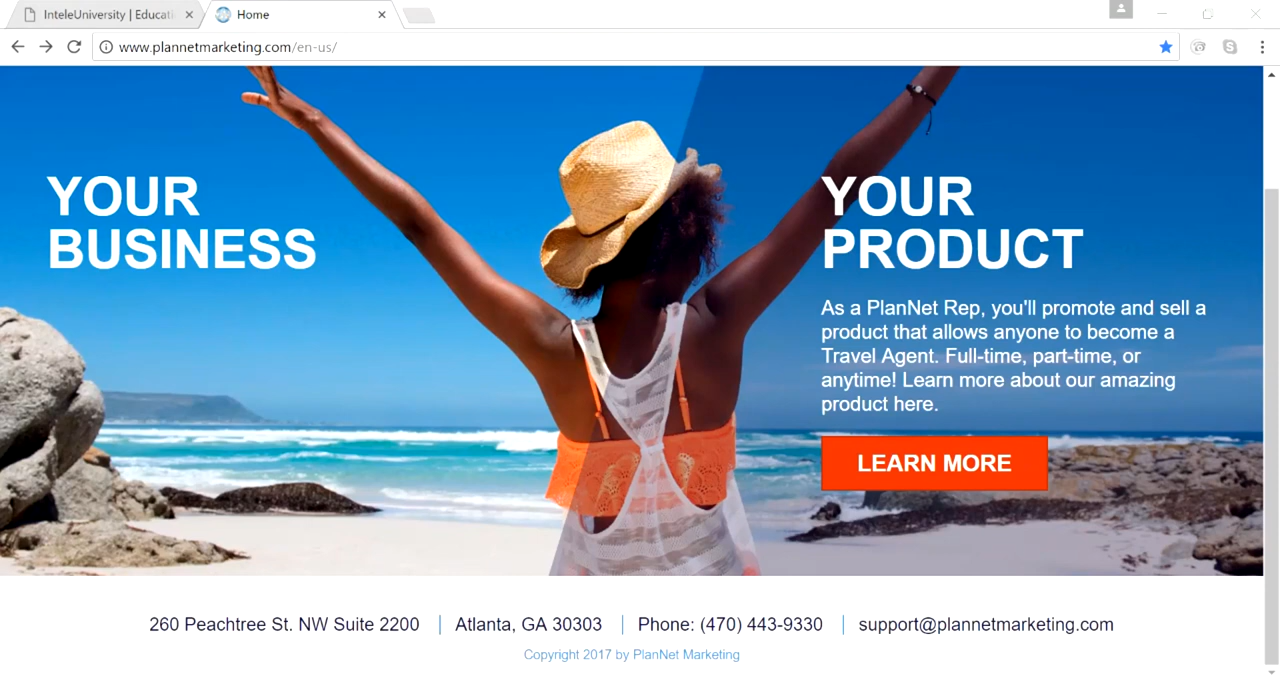 InteleUniversity | Educati
Home
www.plannetmarketing.com/en-us/
YOUR
BUSINESS
YOUR
PRODUCT
As a PlanNet Rep, you'll promote and sell a
product that allows anyone to become a
Travel Agent. Full-time, part-time, or
anytime! Learn more about our amazing
product here.
LEARN MORE
260 Peachtree St. NW Suite 2200 | Atlanta, GA 30303 | Phone: (470) 443-9330 | support@plannetmarketing.com
Copyright 2017 by PlanNet Marketing